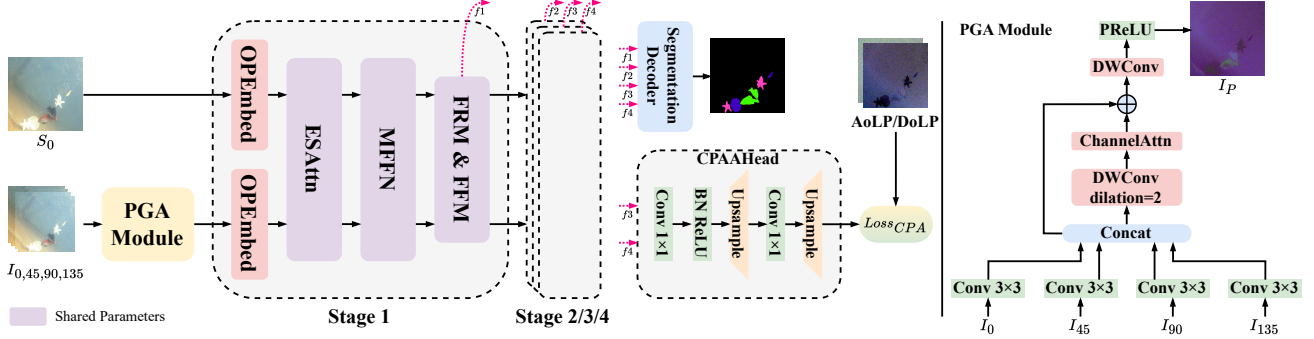 S₀
I₀,₄₅,₉₀,₁₃₅
PGA
Module
OPEmbed
OPEmbed
ESAttn
MFFN
FRM & FFM
f1
Stage 1
Shared Parameters
f2
f3
f4
Stage 2/3/4
f1
f2
f3
f4
Segmentation
Decoder
CPAAHead
f3
f4
Conv 1×1
BN ReLU
Upsample
Conv 1×1
Upsample
AoLP/DoLP
Loss_CPA
PGA Module
PReLU
I_P
DWConv
ChannelAttn
DWConv
dilation=2
Concat
Conv 3×3
Conv 3×3
Conv 3×3
Conv 3×3
I₀
I₄₅
I₉₀
I₁₃₅